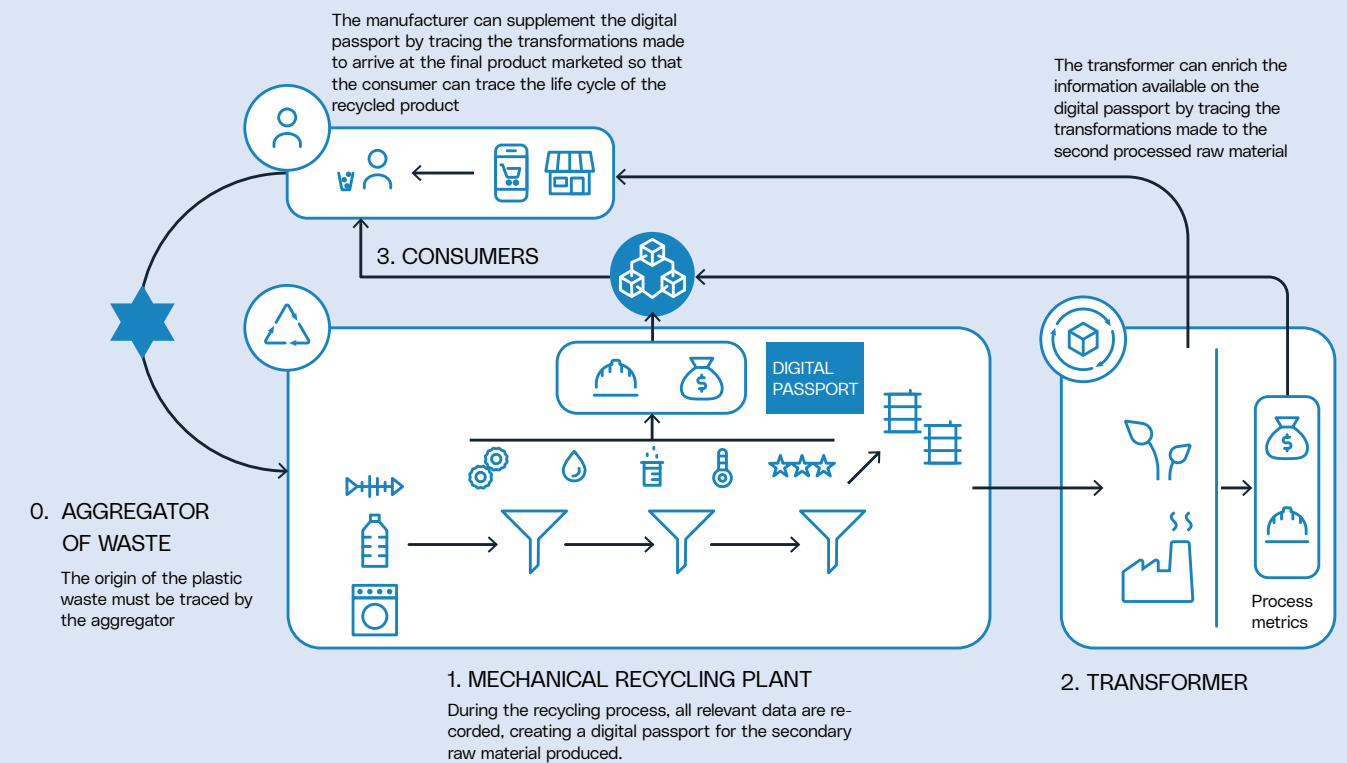 The manufacturer can supplement the digital
passport by tracing the transformations made
to arrive at the final product marketed so that
the consumer can trace the life cycle of the
recycled product
The transformer can enrich the
information available on the
digital passport by tracing the
transformations made to the
second processed raw material
3. CONSUMERS
DIGITAL
PASSPORT
$
$
0. AGGREGATOR
OF WASTE
The origin of the plastic
waste must be traced by
the aggregator
Process
metrics
1. MECHANICAL RECYCLING PLANT
During the recycling process, all relevant data are re-
corded, creating a digital passport for the secondary
raw material produced.
2. TRANSFORMER